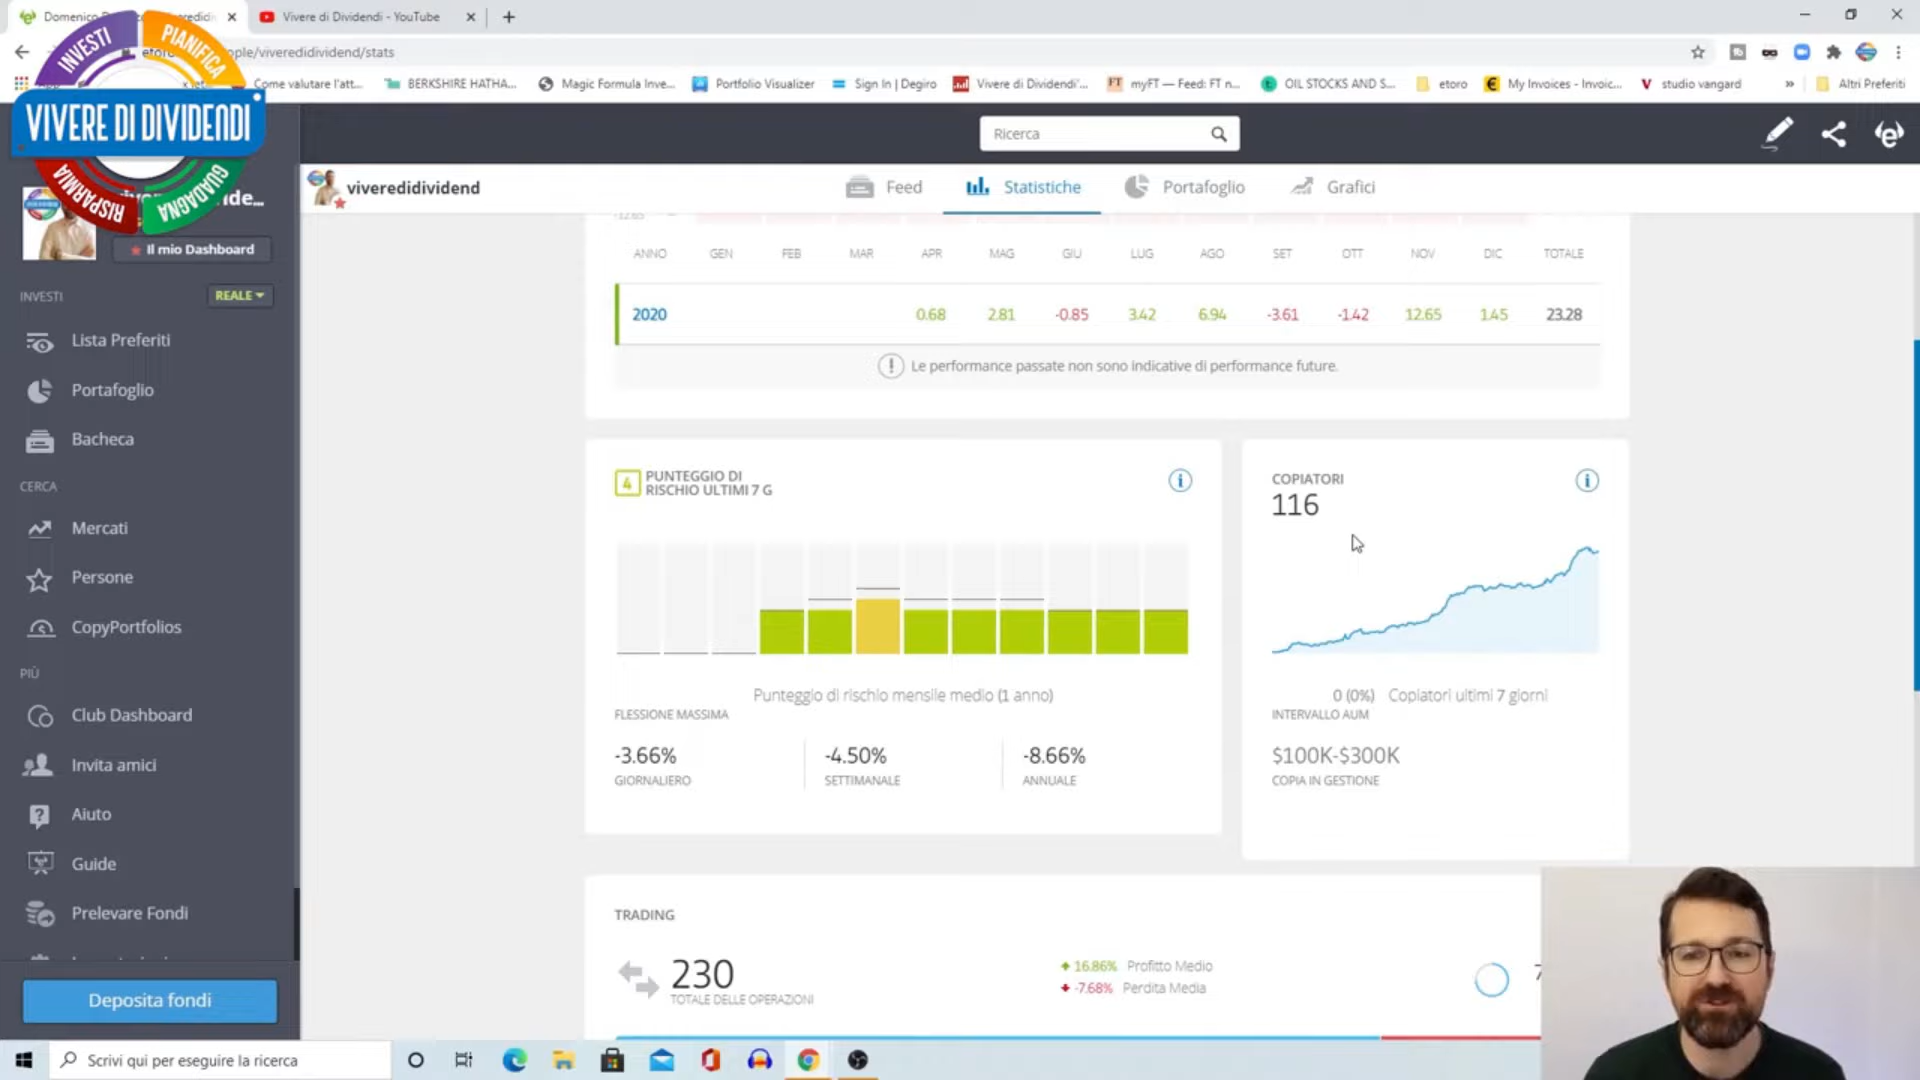 Vivere di Dividendi - YouTube
ople/viveredidividend/stats
Come valutare l'att...
BERKSHIRE HATHA...
Magic Formula Inve...
Portfolio Visualizer
Sign In | Degiro
Vivere di Dividendi'...
myFT — Feed: FT n...
OIL STOCKS AND S...
etoro
My Invoices - Invoic...
studio vangard
»
Altri Preferiti
INVESTI
PIANIFICA
VIVERE DI DIVIDENDI
RISPARMIA
GUADAGNA
Ricerca
viveredidividend
Feed
Statistiche
Portafoglio
Grafici
Il mio Dashboard
INVESTI
REALE
Lista Preferiti
Portafoglio
Bacheca
CERCA
Mercati
Persone
CopyPortfolios
PIÙ
Club Dashboard
Invita amici
Aiuto
Guide
Prelevare Fondi
Deposita fondi
-12.65
ANNO GEN FEB MAR APR MAG GIU LUG AGO SET OTT NOV DIC TOTALE
2020 0.68 2.81 -0.85 3.42 6.94 -3.61 -1.42 12.65 1.45 23.28
Le performance passate non sono indicative di performance future.
4 PUNTEGGIO DI
RISCHIO ULTIMI 7 G
Punteggio di rischio mensile medio (1 anno)
FLESSIONE MASSIMA
-3.66% -4.50% -8.66%
GIORNALIERO SETTIMANALE ANNUALE
COPIATORI
116
0 (0%) Copiatori ultimi 7 giorni
INTERVALLO AUM
$100K-$300K
COPIA IN GESTIONE
TRADING
230
TOTALE DELLE OPERAZIONI
16.86% Profitto Medio
-7.68% Perdita Media
Scrivi qui per eseguire la ricerca